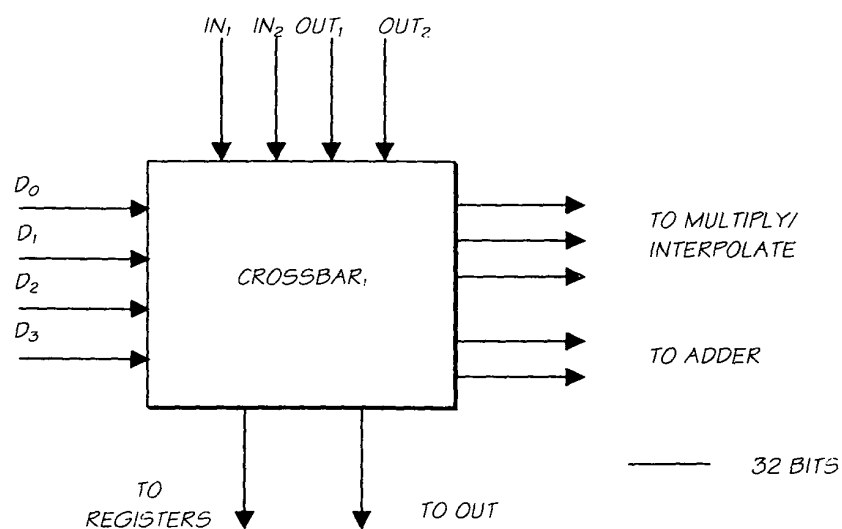 IN₁ IN₂ OUT₁ OUT₂
D₀
D₁
D₂
D₃
CROSSBAR₁
TO MULTIPLY/
INTERPOLATE
TO ADDER
32 BITS
TO
REGISTERS
TO OUT